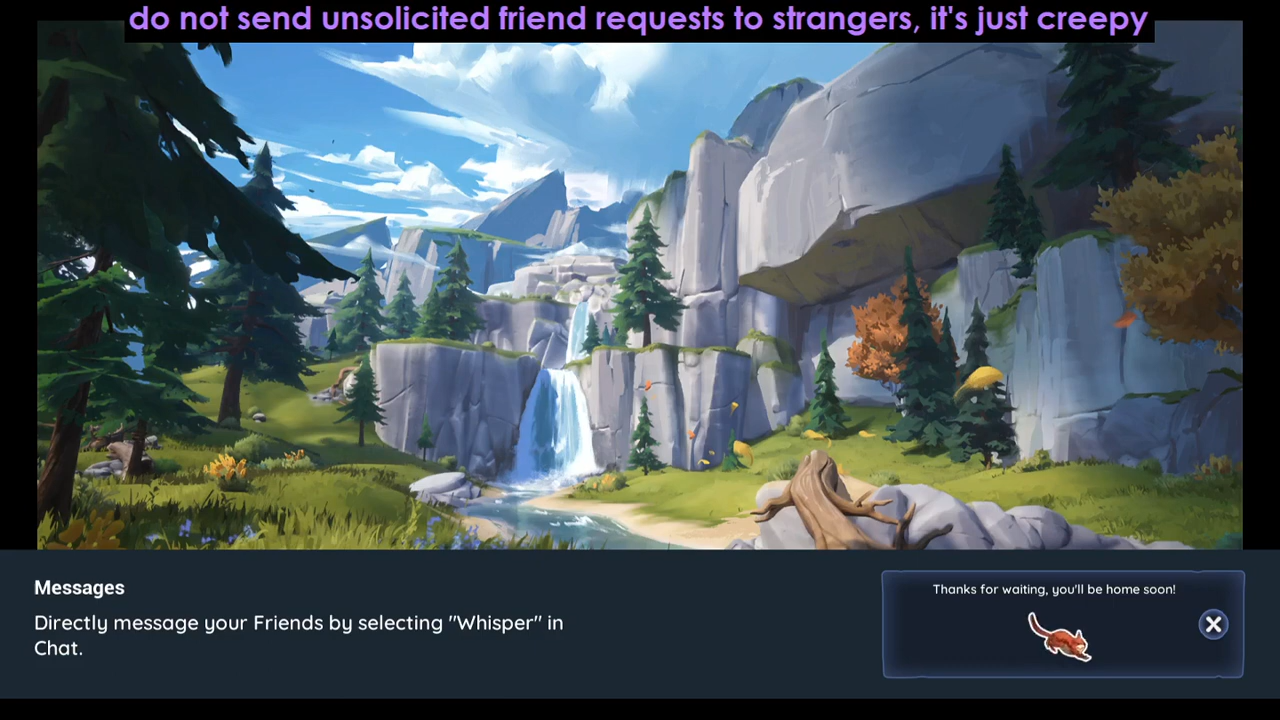 do not send unsolicited friend requests to strangers, it's just creepy
Messages
Directly message your Friends by selecting "Whisper" in
Chat.
Thanks for waiting, you'll be home soon!